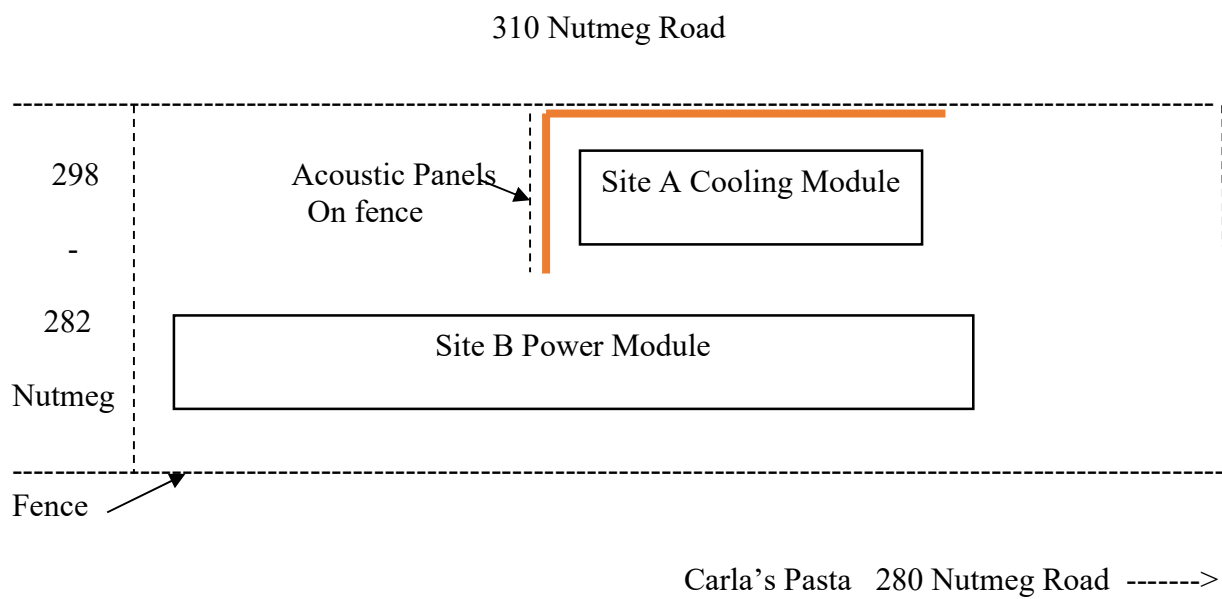 310 Nutmeg Road
298
-
282
Nutmeg
Acoustic Panels
On fence
Site A Cooling Module
Site B Power Module
Fence
Carla’s Pasta 280 Nutmeg Road ------->